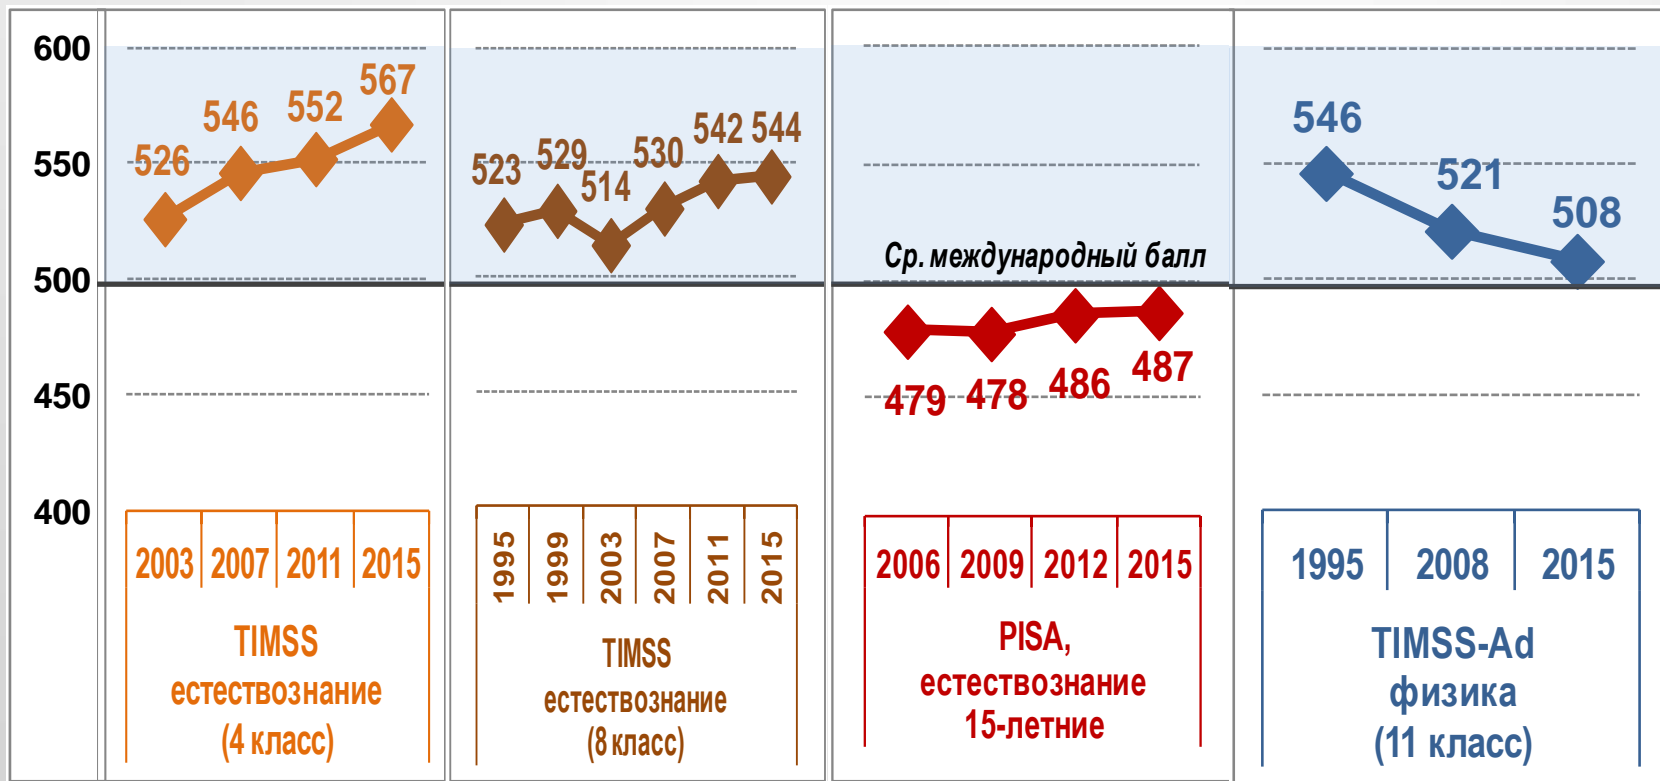 600
550
500
450
400
526
546
552
567
2003 2007 2011 2015
TIMSS
естествознание
(4 класс)
523
529
514
530
542
544
1995 1999 2003 2007 2011 2015
TIMSS
естествознание
(8 класс)
Ср. международный балл
479
478
486
487
2006 2009 2012 2015
PISA,
естествознание
15-летние
546
521
508
1995 2008 2015
TIMSS-Ad
физика
(11 класс)